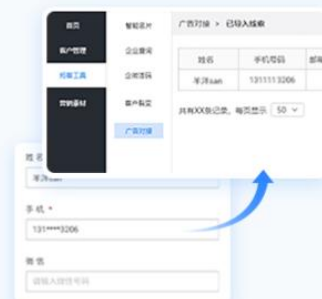 首页
客户管理
拓客工具
营销素材
智能名片
企业查询
企微活码
客户裂变
广告对接
广告对接 > 已导入线索
姓名 手机号码 邮箱
羊洋san 1311113206
共有XX条记录，每页显示 50
姓名
羊洋san
手机 *
131****3206
微信
请输入微信号码